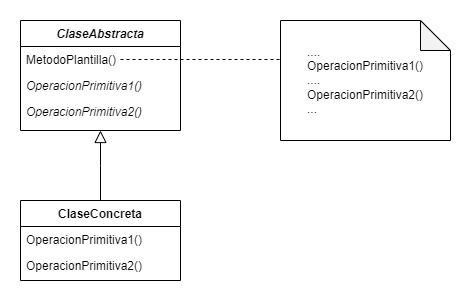 ClaseAbstracta
MetodoPlantilla()
OperacionPrimitiva1()
OperacionPrimitiva2()
....
OperacionPrimitiva1()
....
OperacionPrimitiva2()
...
ClaseConcreta
OperacionPrimitiva1()
OperacionPrimitiva2()